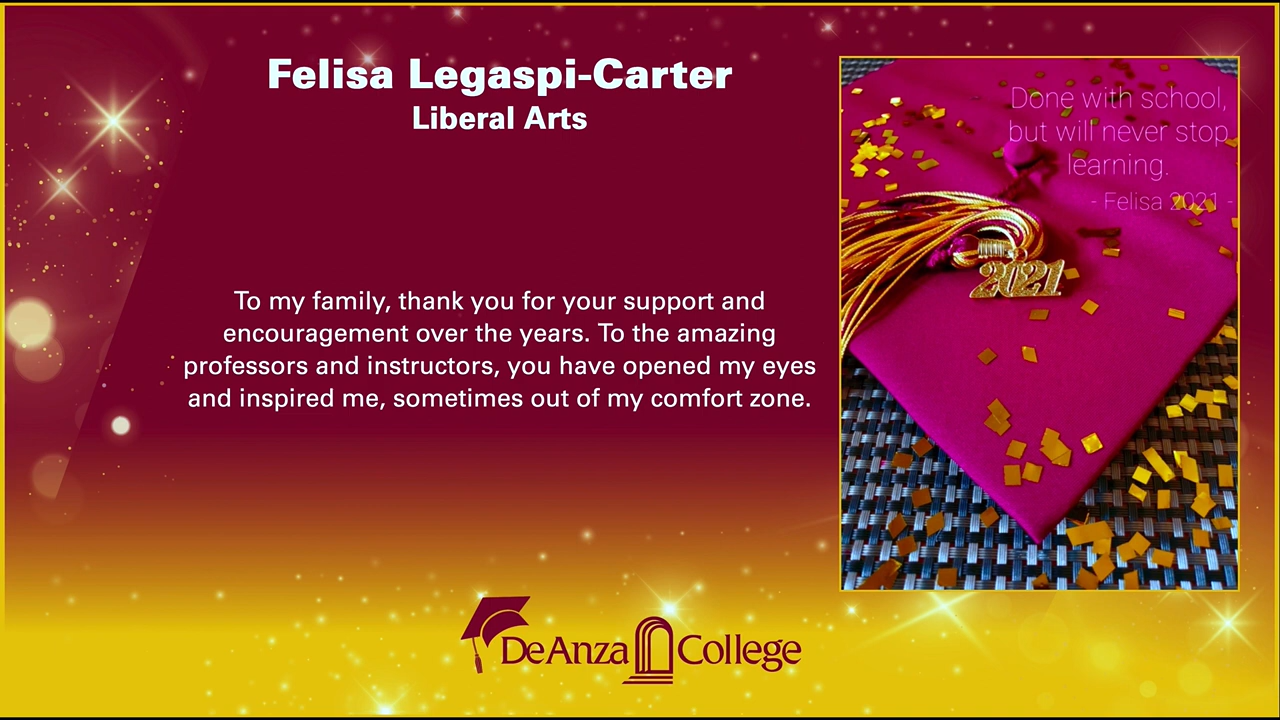 Felisa Legaspi-Carter
Liberal Arts
To my family, thank you for your support and
encouragement over the years. To the amazing
professors and instructors, you have opened my eyes
and inspired me, sometimes out of my comfort zone.
Done with school,
but will never stop
learning.
- Felisa 2021 -
2021
DeAnza College